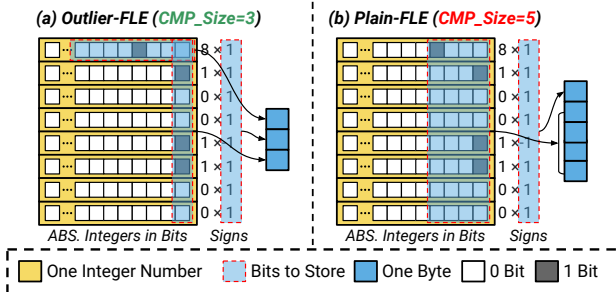 (a) Outlier-FLE (CMP_Size=3)
(b) Plain-FLE (CMP_Size=5)
... 8 × 1
... 1 × 1
... 0 × 1
... 0 × 1
... 1 × 1
... 1 × 1
... 0 × 1
... 0 × 1
ABS. Integers in Bits Signs
... 8 × 1
... 1 × 1
... 0 × 1
... 0 × 1
... 1 × 1
... 1 × 1
... 0 × 1
... 0 × 1
ABS. Integers in Bits Signs
One Integer Number Bits to Store One Byte 0 Bit 1 Bit